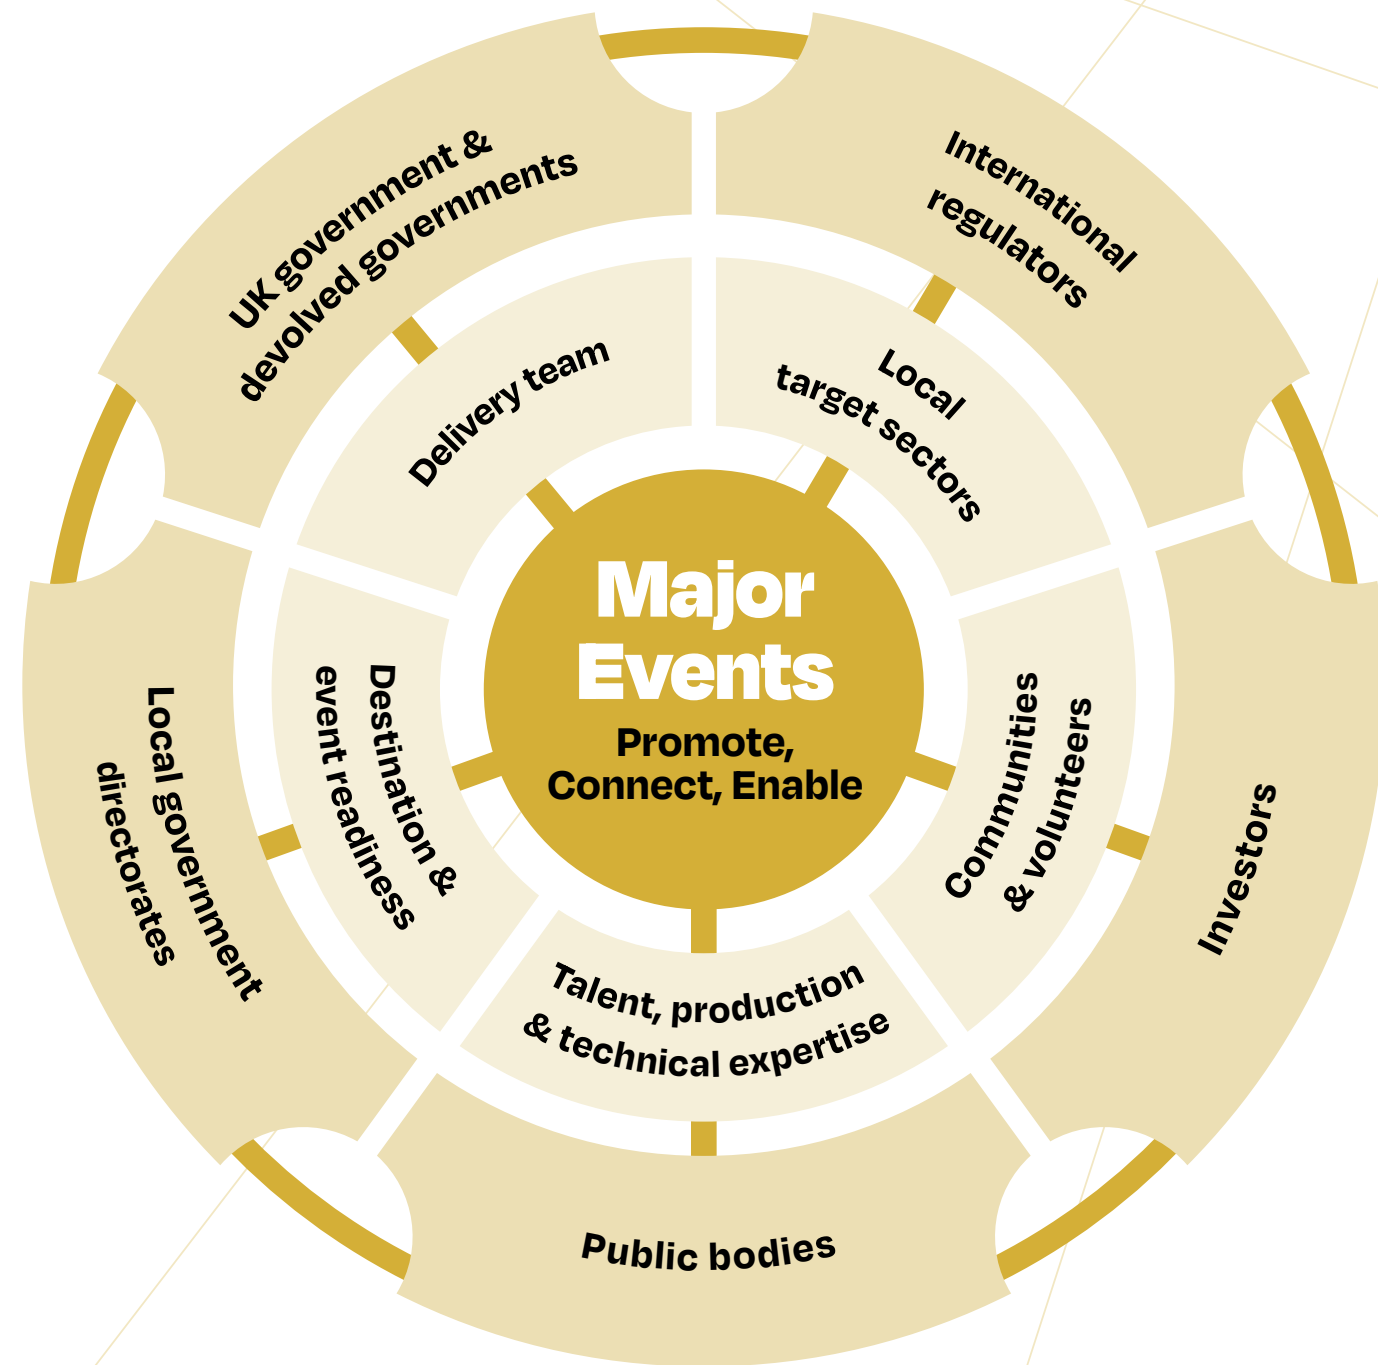 UK government &
devolved governments
International
regulators
Delivery team
Local
target sectors
Major
Events
Promote,
Connect, Enable
Destination &
event readiness
Communities
& volunteers
Local government
directorates
Investors
Talent, production
& technical expertise
Public bodies